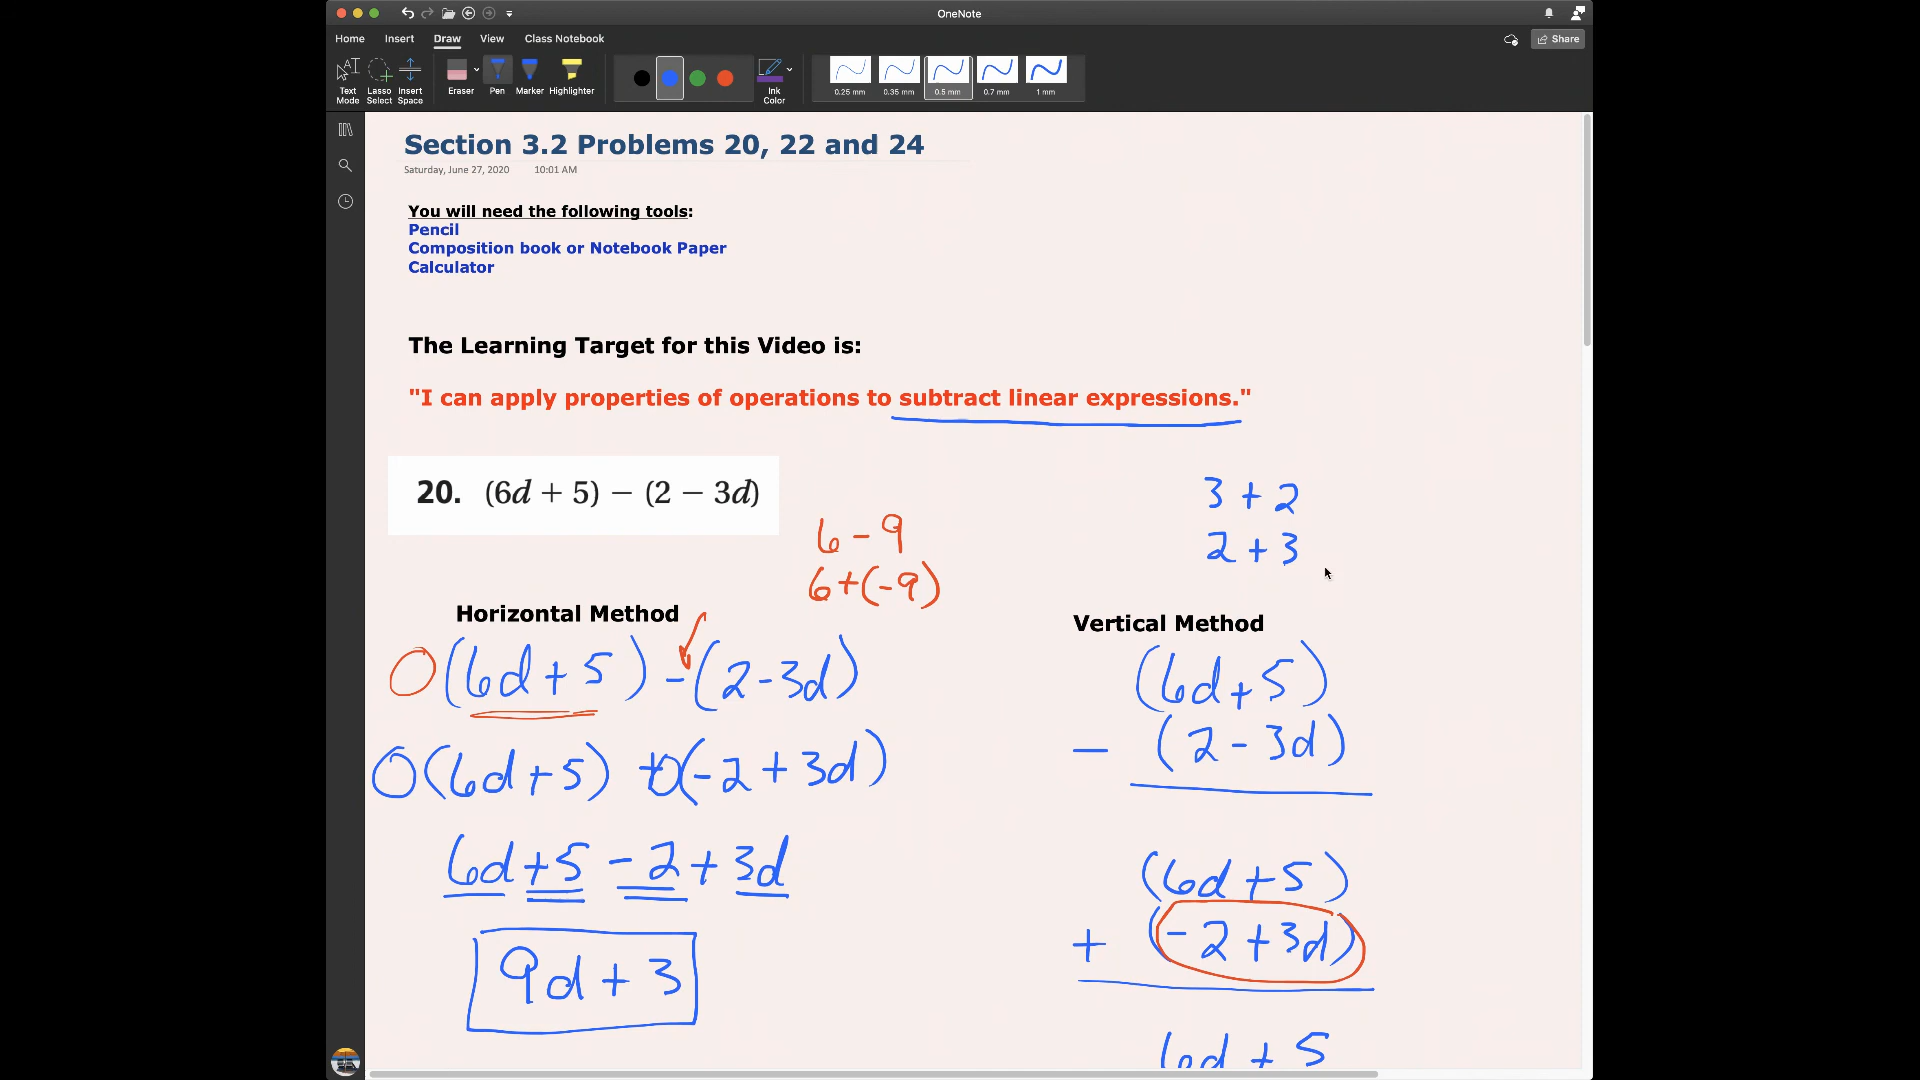 OneNote
Home Insert Draw View Class Notebook
Share
Text Mode
Lasso Select
Insert Space
Eraser
Pen
Marker
Highlighter
Ink Color
0.25 mm
0.35 mm
0.5 mm
0.7 mm
1 mm
Section 3.2 Problems 20, 22 and 24
Saturday, June 27, 2020 10:01 AM
You will need the following tools:
Pencil
Composition book or Notebook Paper
Calculator
The Learning Target for this Video is:
"I can apply properties of operations to subtract linear expressions."
20. (6d + 5) − (2 − 3d)
6 - 9
6+(-9)
3 + 2
2 + 3
Horizontal Method
(6d + 5) - (2 - 3d)
(6d + 5) + (-2 + 3d)
6d + 5 - 2 + 3d
9d + 3
Vertical Method
(6d + 5)
- (2 - 3d)
(6d + 5)
+ (-2 + 3d)
6d + 5